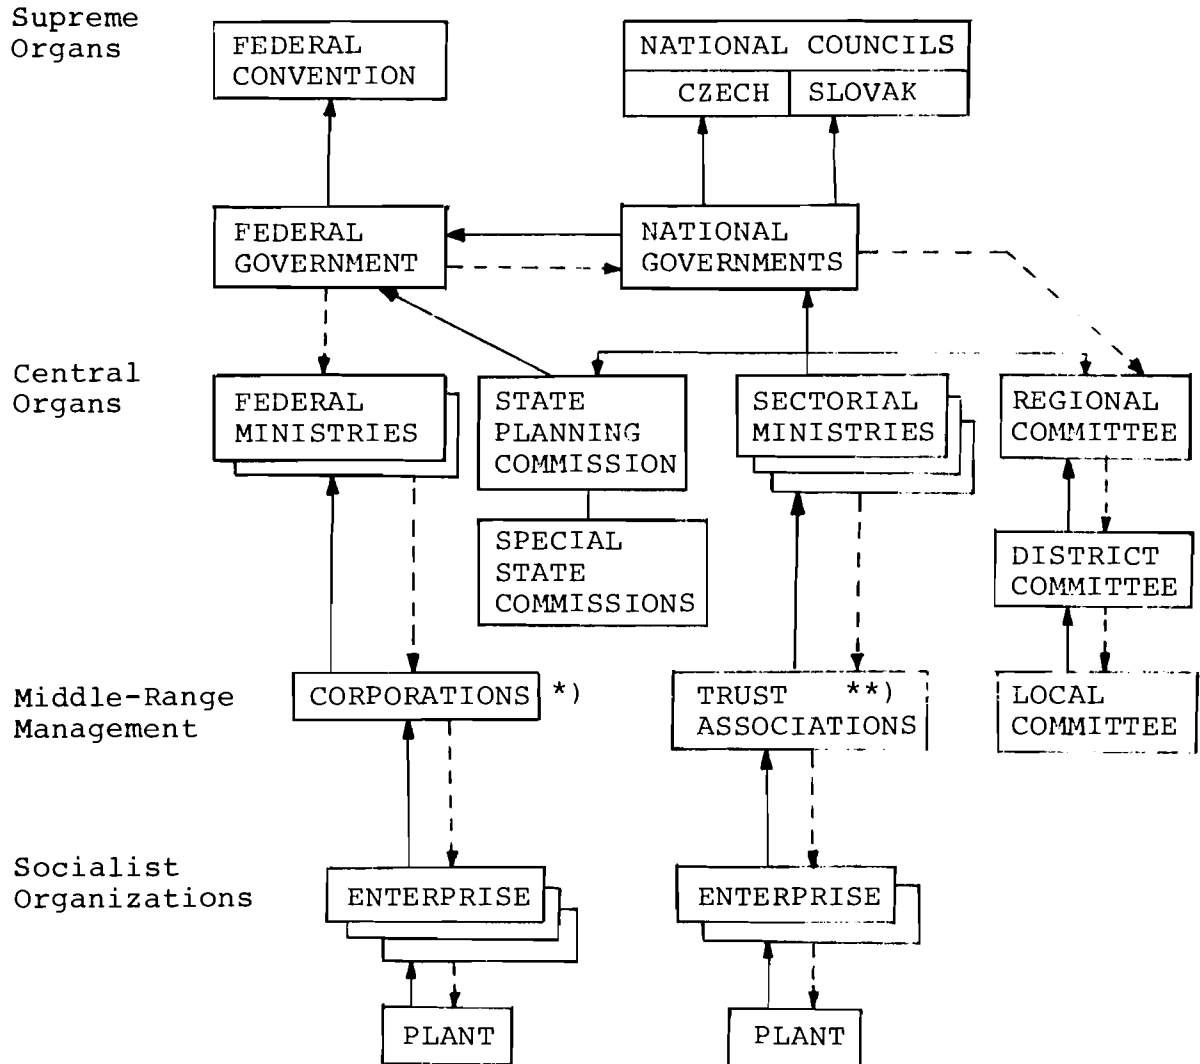 Supreme
Organs
FEDERAL
CONVENTION
NATIONAL COUNCILS
CZECH
SLOVAK
FEDERAL
GOVERNMENT
NATIONAL
GOVERNMENTS
Central
Organs
FEDERAL
MINISTRIES
STATE
PLANNING
COMMISSION
SECTORIAL
MINISTRIES
REGIONAL
COMMITTEE
SPECIAL
STATE
COMMISSIONS
DISTRICT
COMMITTEE
Middle-Range
Management
CORPORATIONS *)
TRUST **)
ASSOCIATIONS
LOCAL
COMMITTEE
Socialist
Organizations
ENTERPRISE
ENTERPRISE
PLANT
PLANT